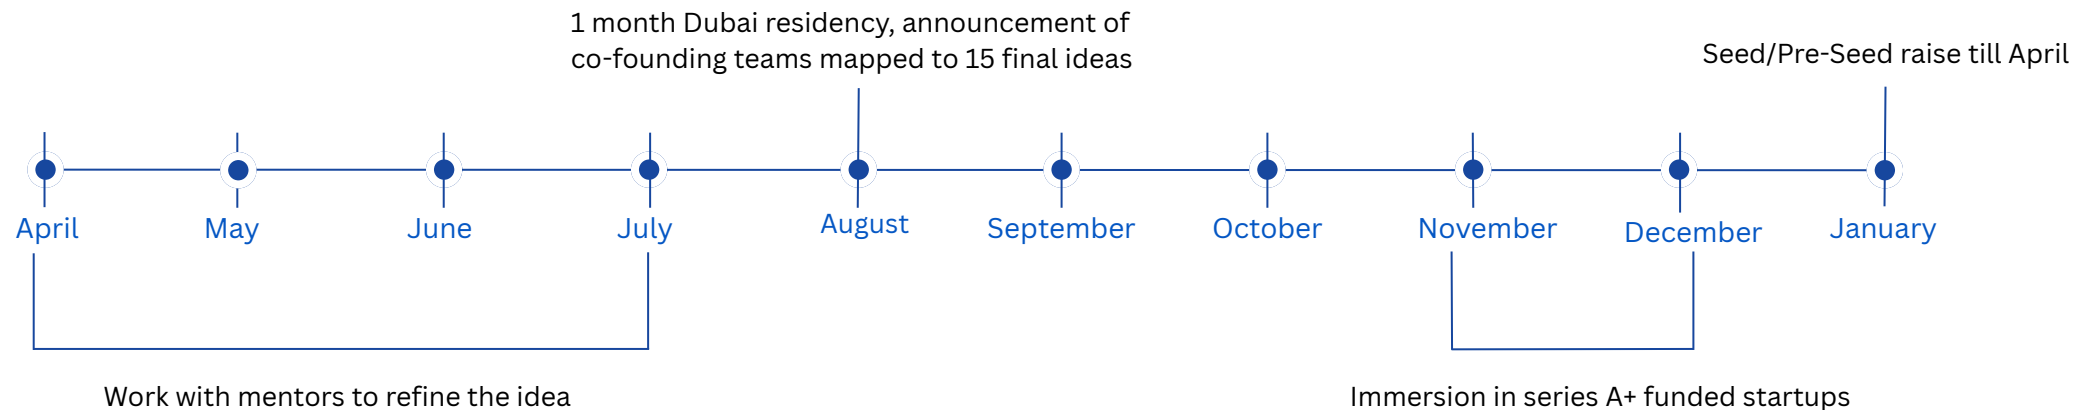 1 month Dubai residency, announcement of
co-founding teams mapped to 15 final ideas
Seed/Pre-Seed raise till April
April
May
June
July
August
September
October
November
December
January
Work with mentors to refine the idea
Immersion in series A+ funded startups